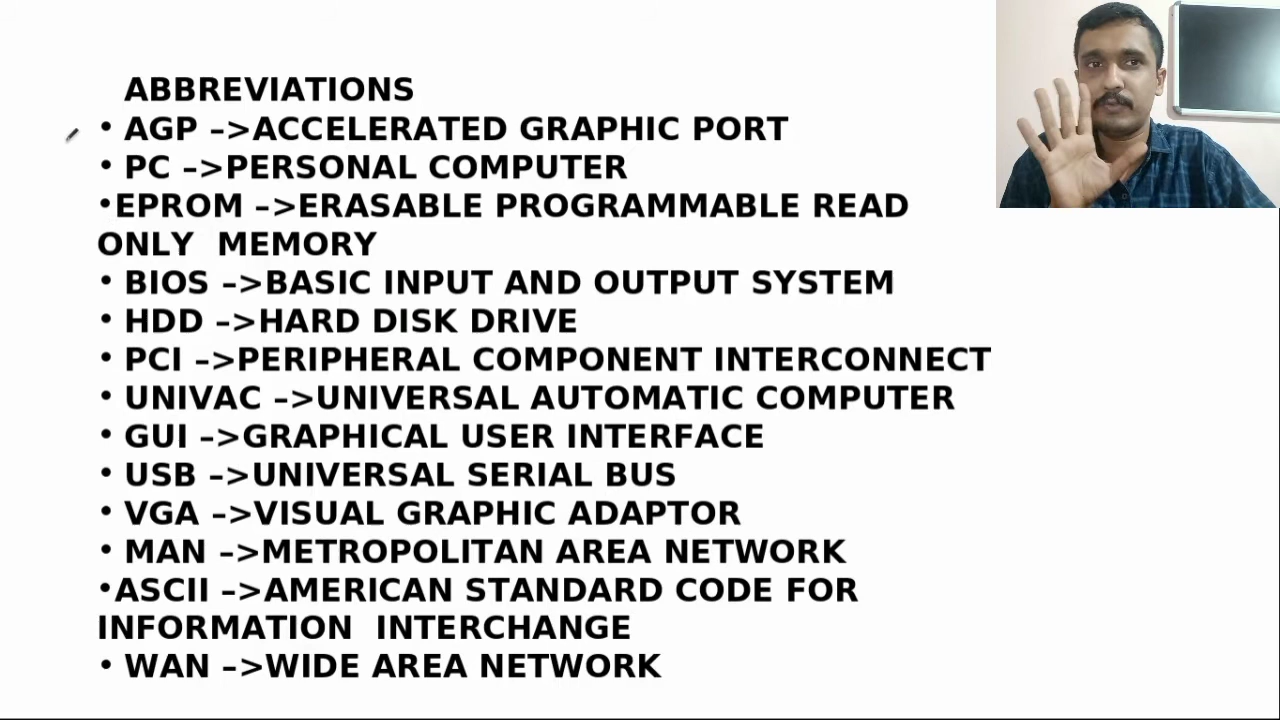 ABBREVIATIONS
• AGP –>ACCELERATED GRAPHIC PORT
• PC –>PERSONAL COMPUTER
•EPROM –>ERASABLE PROGRAMMABLE READ
ONLY  MEMORY
• BIOS –>BASIC INPUT AND OUTPUT SYSTEM
• HDD –>HARD DISK DRIVE
• PCI –>PERIPHERAL COMPONENT INTERCONNECT
• UNIVAC –>UNIVERSAL AUTOMATIC COMPUTER
• GUI –>GRAPHICAL USER INTERFACE
• USB –>UNIVERSAL SERIAL BUS
• VGA –>VISUAL GRAPHIC ADAPTOR
• MAN –>METROPOLITAN AREA NETWORK
•ASCII –>AMERICAN STANDARD CODE FOR
INFORMATION  INTERCHANGE
• WAN –>WIDE AREA NETWORK